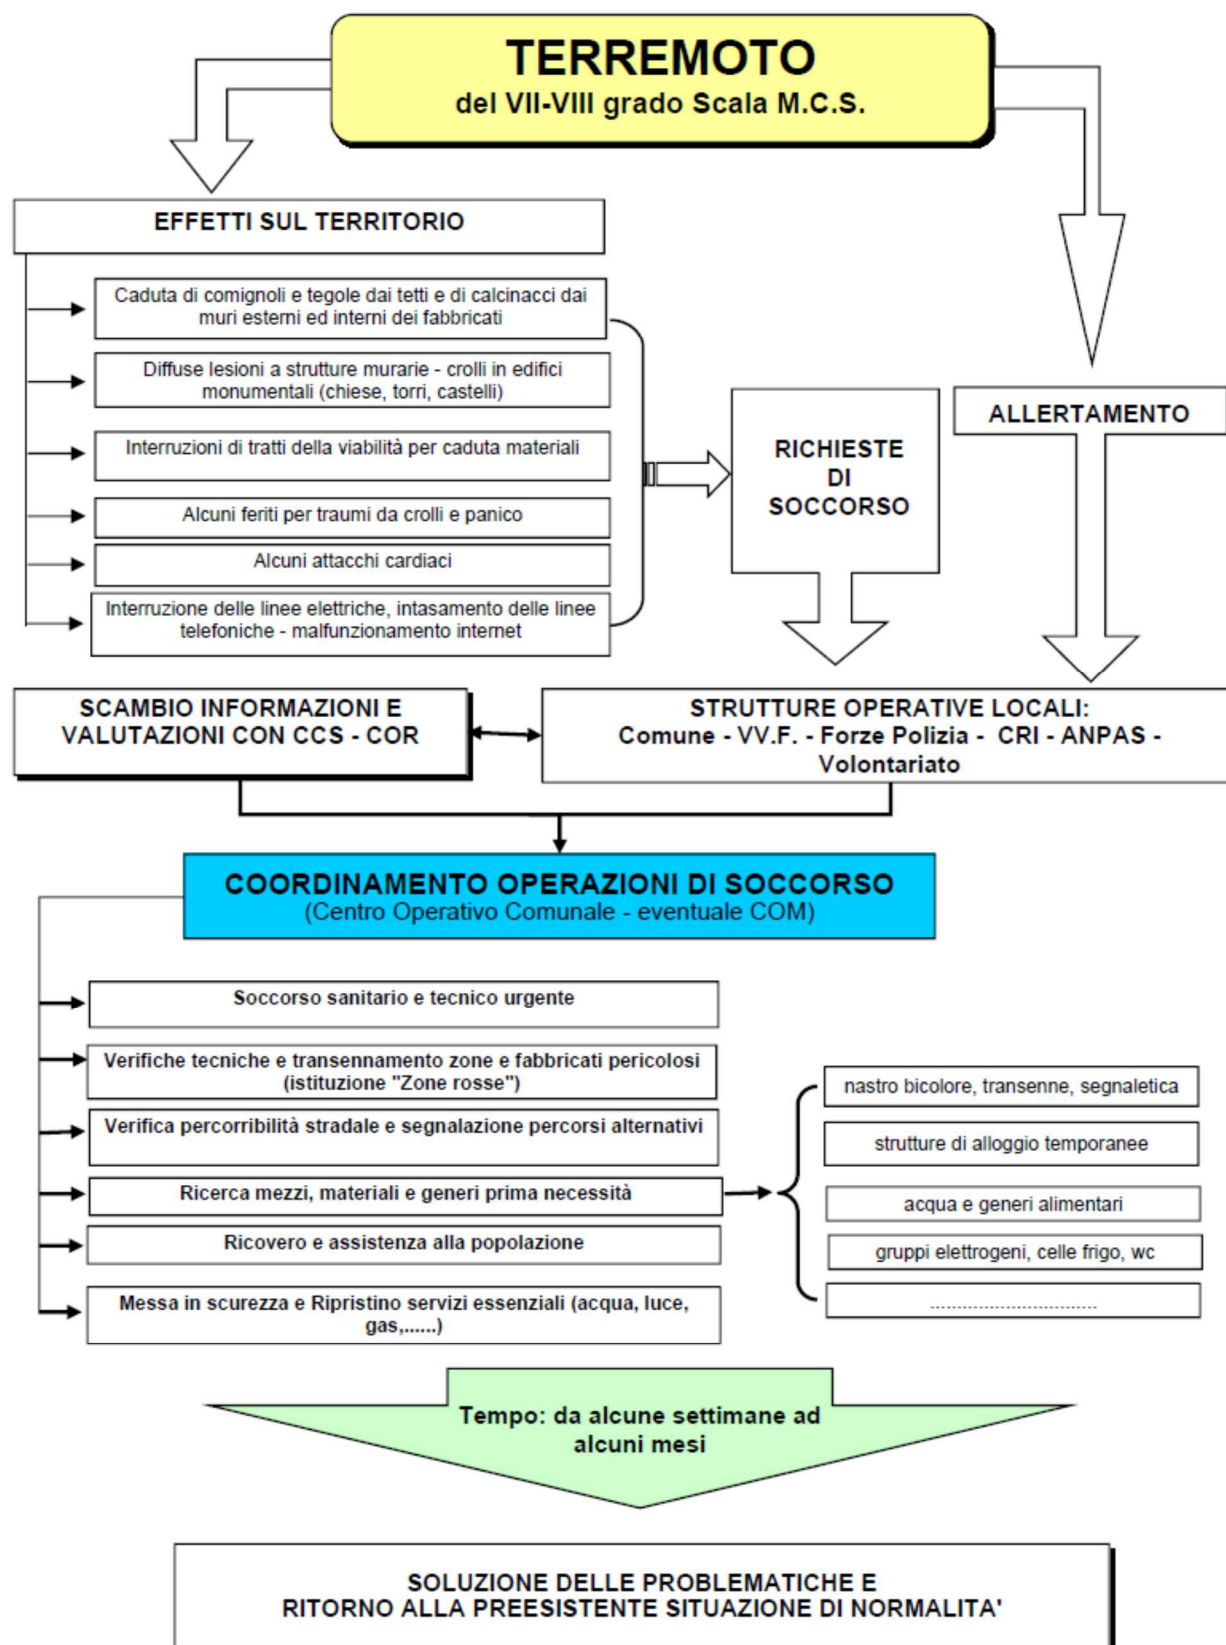 TERREMOTO
del VII-VIII grado Scala M.C.S.
EFFETTI SUL TERRITORIO
Caduta di comignoli e tegole dai tetti e di calcinacci dai
muri esterni ed interni dei fabbricati
Diffuse lesioni a strutture murarie - crolli in edifici
monumentali (chiese, torri, castelli)
Interruzioni di tratti della viabilità per caduta materiali
Alcuni feriti per traumi da crolli e panico
Alcuni attacchi cardiaci
Interruzione delle linee elettriche, intasamento delle linee
telefoniche - malfunzionamento internet
RICHIESTE
DI
SOCCORSO
ALLERTAMENTO
SCAMBIO INFORMAZIONI E
VALUTAZIONI CON CCS - COR
STRUTTURE OPERATIVE LOCALI:
Comune - VV.F. - Forze Polizia - CRI - ANPAS -
Volontariato
COORDINAMENTO OPERAZIONI DI SOCCORSO
(Centro Operativo Comunale - eventuale COM)
Soccorso sanitario e tecnico urgente
Verifiche tecniche e transennamento zone e fabbricati pericolosi
(istituzione "Zone rosse")
Verifica percorribilità stradale e segnalazione percorsi alternativi
Ricerca mezzi, materiali e generi prima necessità
Ricovero e assistenza alla popolazione
Messa in scurezza e Ripristino servizi essenziali (acqua, luce,
gas,......)
nastro bicolore, transenne, segnaletica
strutture di alloggio temporanee
acqua e generi alimentari
gruppi elettrogeni, celle frigo, wc
................................
Tempo: da alcune settimane ad
alcuni mesi
SOLUZIONE DELLE PROBLEMATICHE E
RITORNO ALLA PREESISTENTE SITUAZIONE DI NORMALITA'